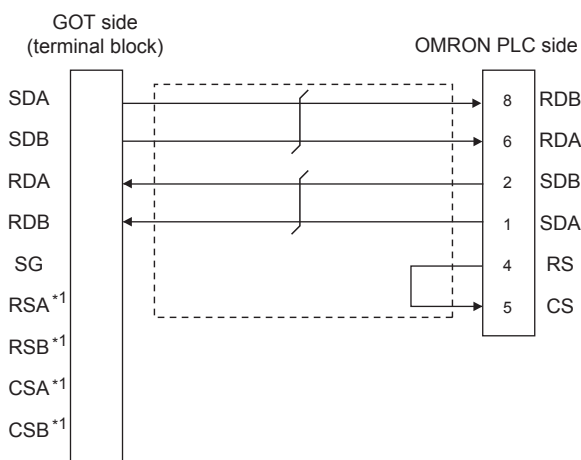 GOT side
(terminal block)
OMRON PLC side
SDA 8 RDB
SDB 6 RDA
RDA 2 SDB
RDB 1 SDA
SG 4 RS
RSA*1 5 CS
RSB*1
CSA*1
CSB*1